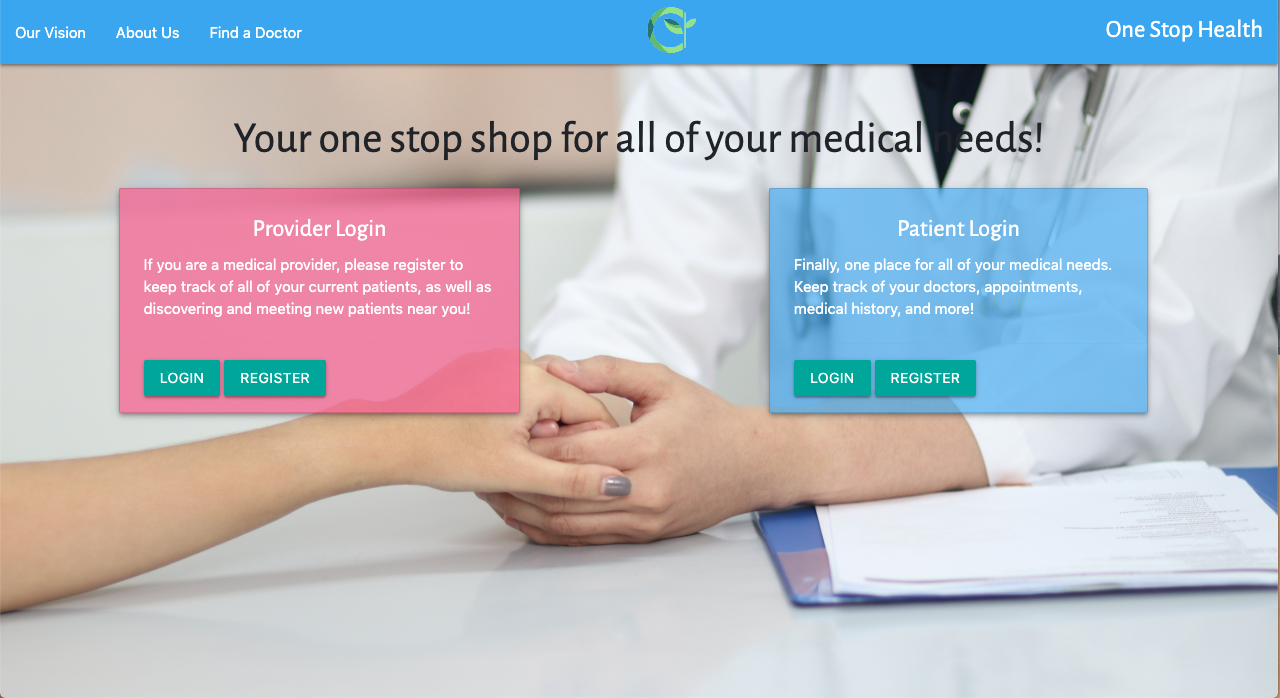 Our Vision About Us Find a Doctor
One Stop Health
Your one stop shop for all of your medical needs!
Provider Login
If you are a medical provider, please register to
keep track of all of your current patients, as well as
discovering and meeting new patients near you!
LOGIN REGISTER
Patient Login
Finally, one place for all of your medical needs.
Keep track of your doctors, appointments,
medical history, and more!
LOGIN REGISTER